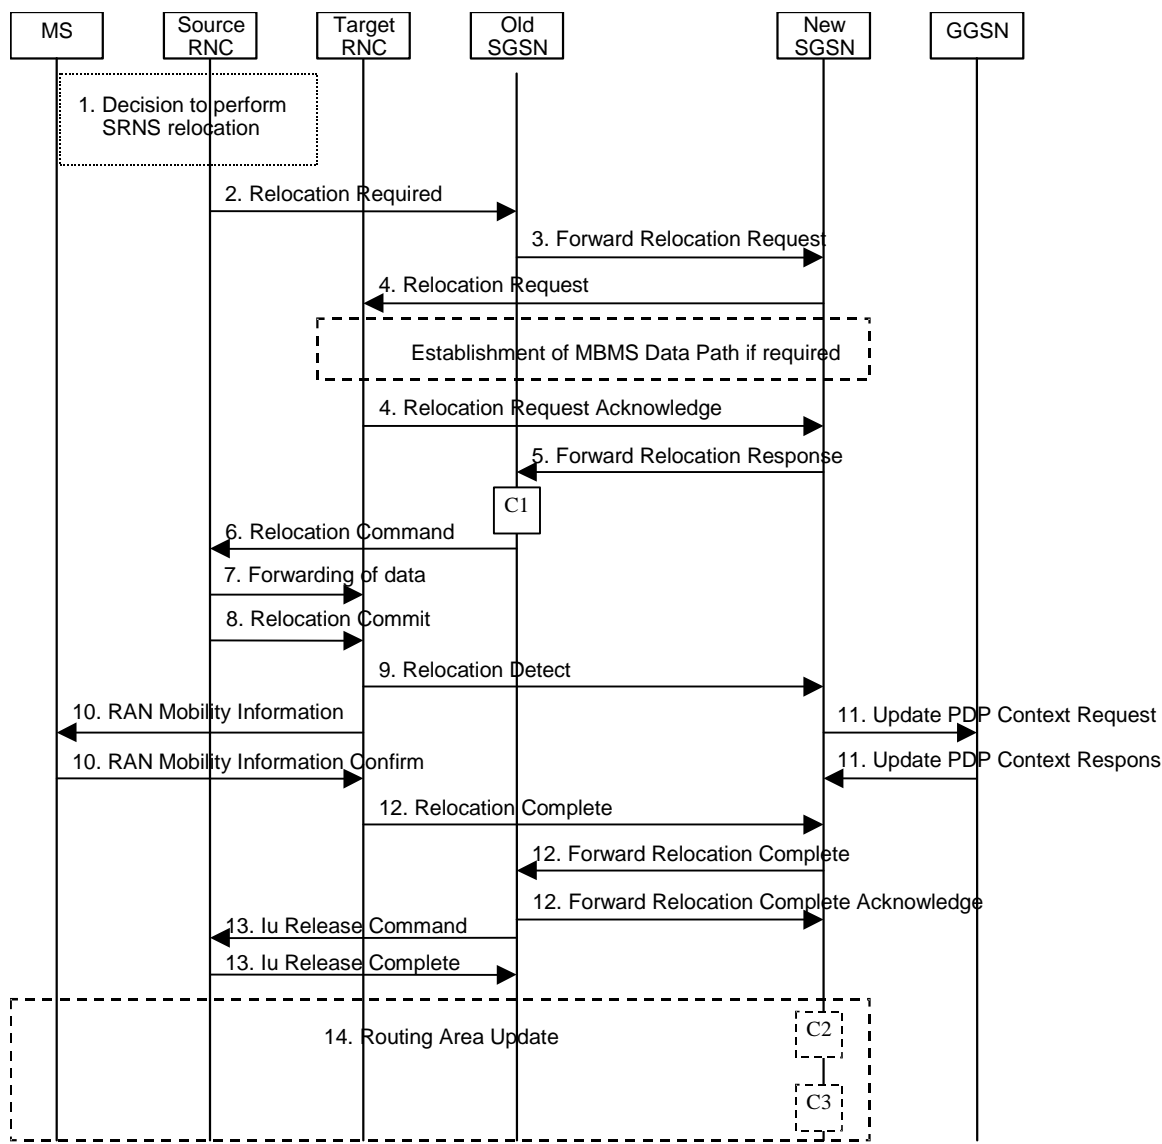 MS
Source
RNC
Target
RNC
Old
SGSN
New
SGSN
GGSN
1. Decision to perform
SRNS relocation
2. Relocation Required
3. Forward Relocation Request
4. Relocation Request
Establishment of MBMS Data Path if required
4. Relocation Request Acknowledge
5. Forward Relocation Response
C1
6. Relocation Command
7. Forwarding of data
8. Relocation Commit
9. Relocation Detect
10. RAN Mobility Information
11. Update PDP Context Request
10. RAN Mobility Information Confirm
11. Update PDP Context Respons
12. Relocation Complete
12. Forward Relocation Complete
12. Forward Relocation Complete Acknowledge
13. Iu Release Command
13. Iu Release Complete
14. Routing Area Update
C2
C3